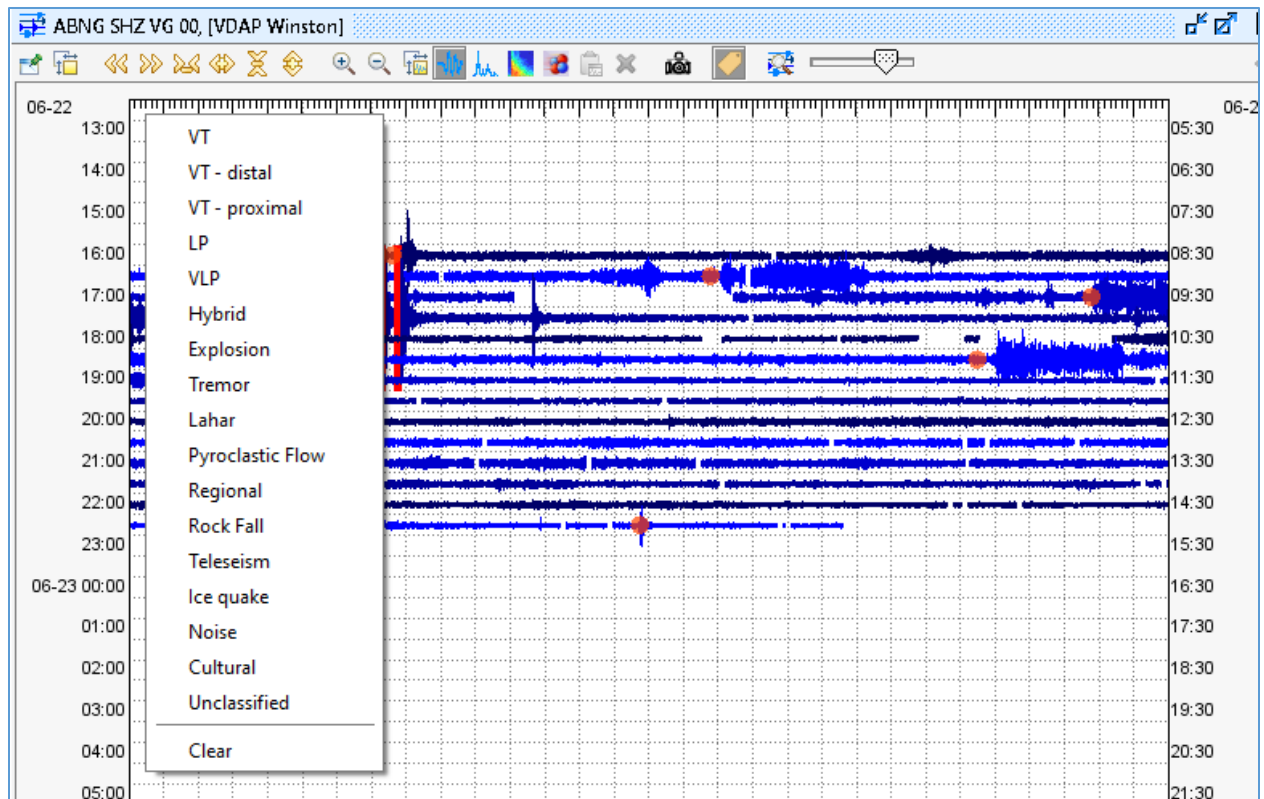 ABNG SHZ VG 00, [VDAP Winston]
06-22
06-2
13:00
05:30
14:00
06:30
15:00
07:30
16:00
08:30
17:00
09:30
18:00
10:30
19:00
11:30
20:00
12:30
21:00
13:30
22:00
14:30
23:00
15:30
06-23 00:00
16:30
01:00
17:30
02:00
18:30
03:00
19:30
04:00
20:30
05:00
21:30
VT
VT - distal
VT - proximal
LP
VLP
Hybrid
Explosion
Tremor
Lahar
Pyroclastic Flow
Regional
Rock Fall
Teleseism
Ice quake
Noise
Cultural
Unclassified
Clear